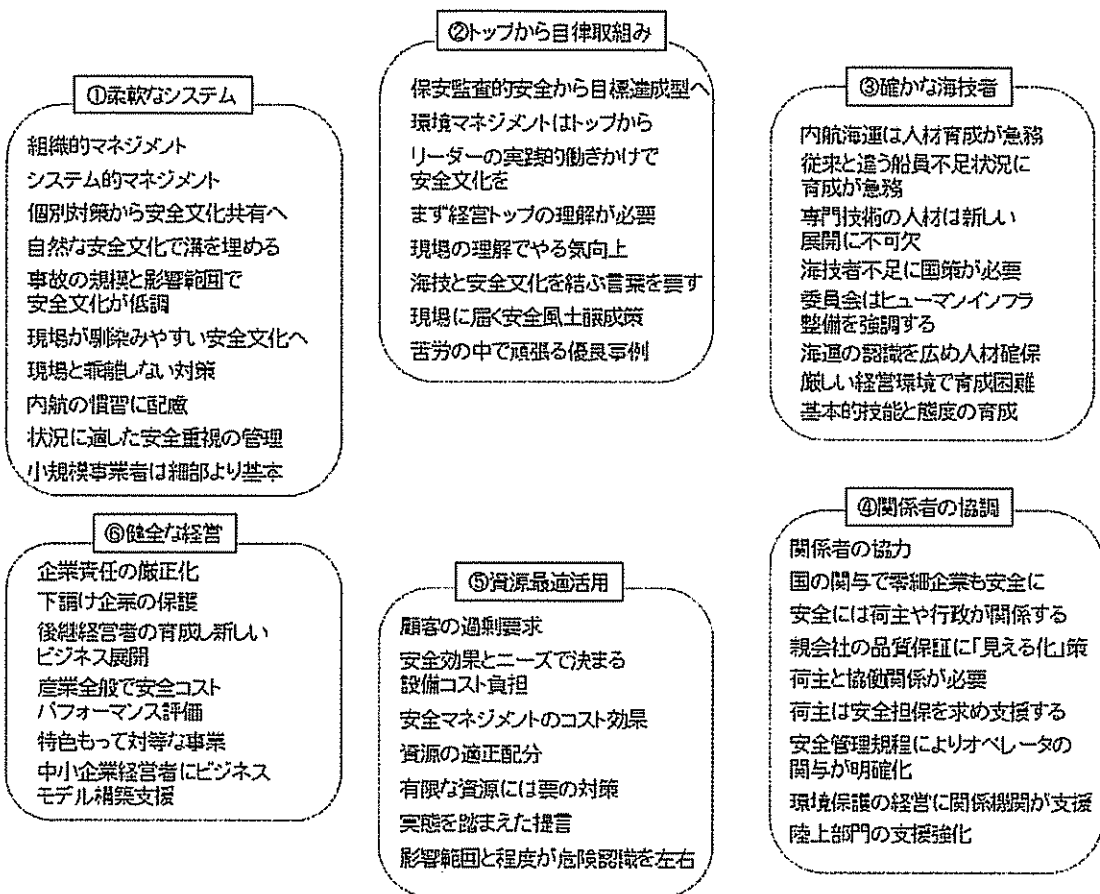 ①柔軟なシステム
組織的マネジメント
システム的マネジメント
個別対策から安全文化共有へ
自然な安全文化で溝を埋める
事故の規模と影響範囲で
安全文化が低調
現場が馴染みやすい安全文化へ
現場と乖離しない対策
内航の慣習に配慮
状況に適した安全重視の管理
小規模事業者は細部より基本
②トップから自律取組み
保安監査的安全から目標達成型へ
環境マネジメントはトップから
リーダーの実践的働きかけで
安全文化を
まず経営トップの理解が必要
現場の理解でやる気向上
海技と安全文化を結ぶ言葉を要す
現場に届く安全風土醸成策
苦労の中で頑張る優良事例
③確かな海技者
内航海運は人材育成が急務
従来と違う船員不足状況に
育成が急務
専門技術の人材は新しい
展開に不可欠
海技者不足に国策が必要
委員会はヒューマンインフラ
整備を強調する
海運の認識を広め人材確保
厳しい経営環境で育成困難
基本的技能と態度の育成
④関係者の協調
関係者の協力
国の関与で零細企業も安全に
安全には荷主や行政が関係する
親会社の品質保証に「見える化」策
荷主と協働関係が必要
荷主は安全担保を求め支援する
安全管理規程によりオペレータの
関与が明確化
環境保護の経営に関係機関が支援
陸上部門の支援強化
⑤資源最適活用
顧客の過剰要求
安全効果とニーズで決まる
設備コスト負担
安全マネジメントのコスト効果
資源の適正配分
有限な資源には要の対策
実態を踏まえた提言
影響範囲と程度が危険認識を左右
⑥健全な経営
企業責任の厳正化
下請け企業の保護
後継経営者の育成し新しい
ビジネス展開
産業全般で安全コスト
パフォーマンス評価
特色もって対等な事業
中小企業経営者にビジネス
モデル構築支援